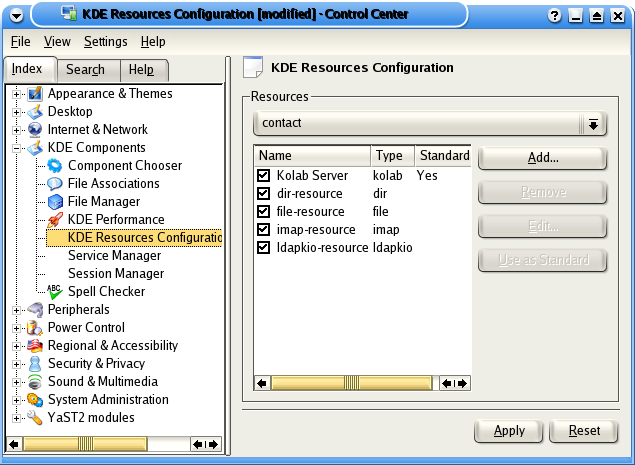 KDE Resources Configuration [modified] - Control Center
File View Settings Help
Index Search Help
Appearance & Themes
Desktop
Internet & Network
KDE Components
Component Chooser
File Associations
File Manager
KDE Performance
KDE Resources Configuratio
Service Manager
Session Manager
ABC Spell Checker
Peripherals
Power Control
Regional & Accessibility
Security & Privacy
Sound & Multimedia
System Administration
YaST2 modules
KDE Resources Configuration
Resources
contact
Name Type Standard
Kolab Server kolab Yes
dir-resource dir
file-resource file
imap-resource imap
ldapkio-resource ldapkio
Add...
Remove
Edit...
Use as Standard
Apply Reset